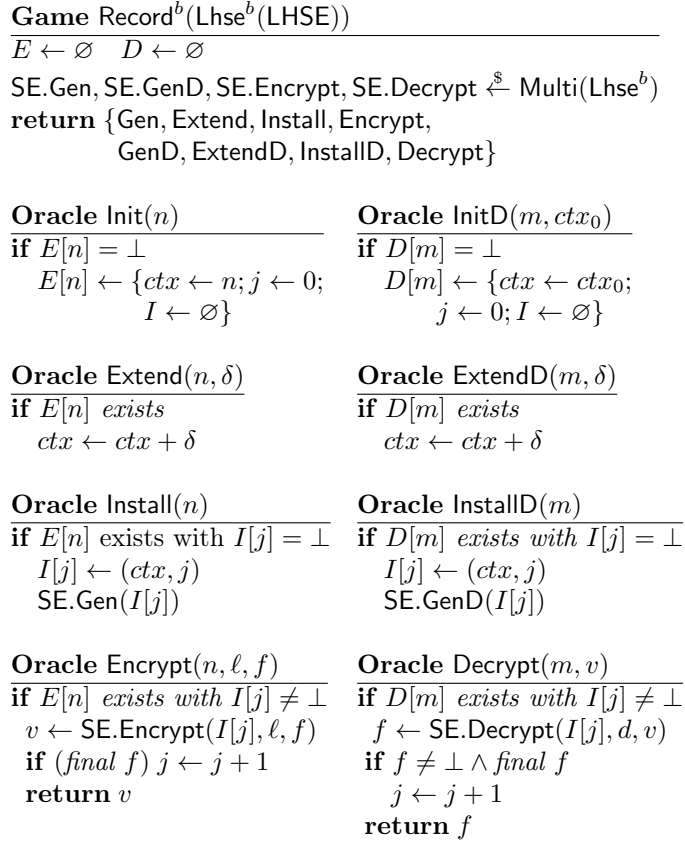 Game Record^b(Lhse^b(LHSE))
E ← ∅ D ← ∅
SE.Gen, SE.GenD, SE.Encrypt, SE.Decrypt ←$ Multi(Lhse^b)
return {Gen, Extend, Install, Encrypt,
GenD, ExtendD, InstallD, Decrypt}
Oracle Init(n)
if E[n] = ⊥
E[n] ← {ctx ← n; j ← 0;
I ← ∅}
Oracle InitD(m, ctx₀)
if D[m] = ⊥
D[m] ← {ctx ← ctx₀;
j ← 0; I ← ∅}
Oracle Extend(n, δ)
if E[n] exists
ctx ← ctx + δ
Oracle ExtendD(m, δ)
if D[m] exists
ctx ← ctx + δ
Oracle Install(n)
if E[n] exists with I[j] = ⊥
I[j] ← (ctx, j)
SE.Gen(I[j])
Oracle InstallD(m)
if D[m] exists with I[j] = ⊥
I[j] ← (ctx, j)
SE.GenD(I[j])
Oracle Encrypt(n, ℓ, f)
if E[n] exists with I[j] ≠ ⊥
v ← SE.Encrypt(I[j], ℓ, f)
if (final f) j ← j + 1
return v
Oracle Decrypt(m, v)
if D[m] exists with I[j] ≠ ⊥
f ← SE.Decrypt(I[j], d, v)
if f ≠ ⊥ ∧ final f
j ← j + 1
return f